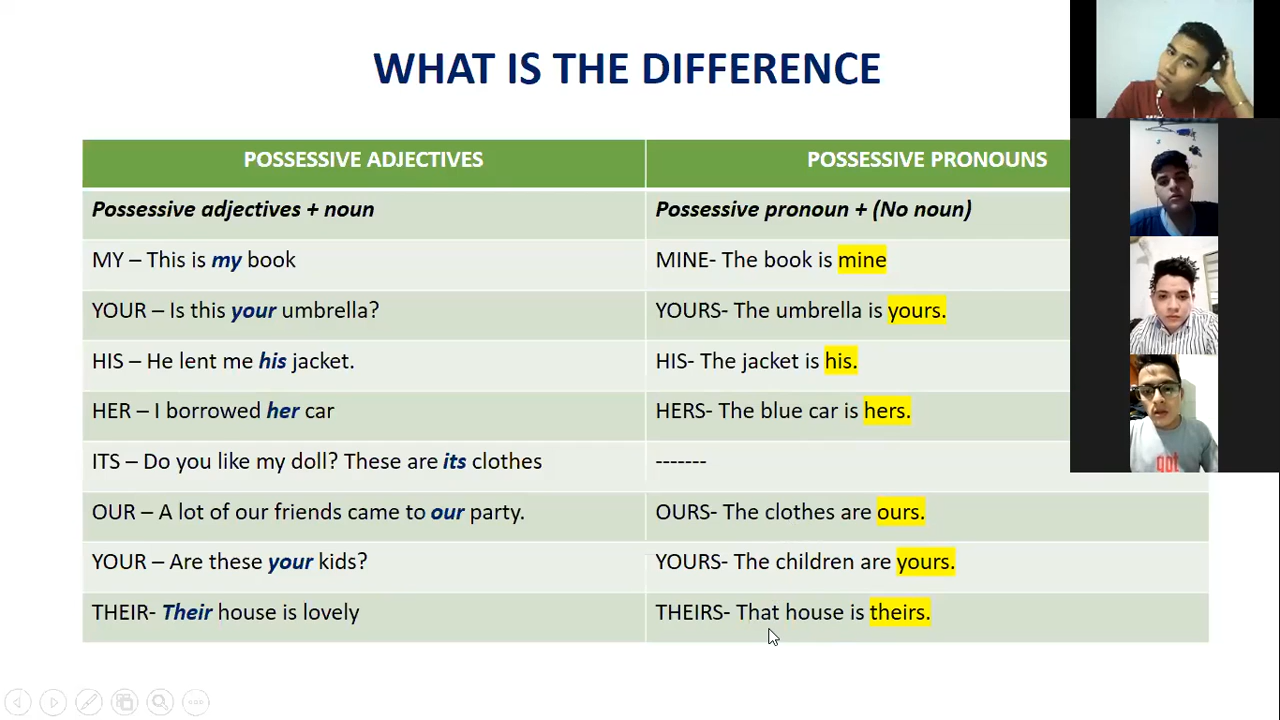 WHAT IS THE DIFFERENCE
POSSESSIVE ADJECTIVES
POSSESSIVE PRONOUNS
Possessive adjectives + noun
Possessive pronoun + (No noun)
MY – This is my book
MINE- The book is mine
YOUR – Is this your umbrella?
YOURS- The umbrella is yours.
HIS – He lent me his jacket.
HIS- The jacket is his.
HER – I borrowed her car
HERS- The blue car is hers.
ITS – Do you like my doll? These are its clothes
-------
OUR – A lot of our friends came to our party.
OURS- The clothes are ours.
YOUR – Are these your kids?
YOURS- The children are yours.
THEIR- Their house is lovely
THEIRS- That house is theirs.
got